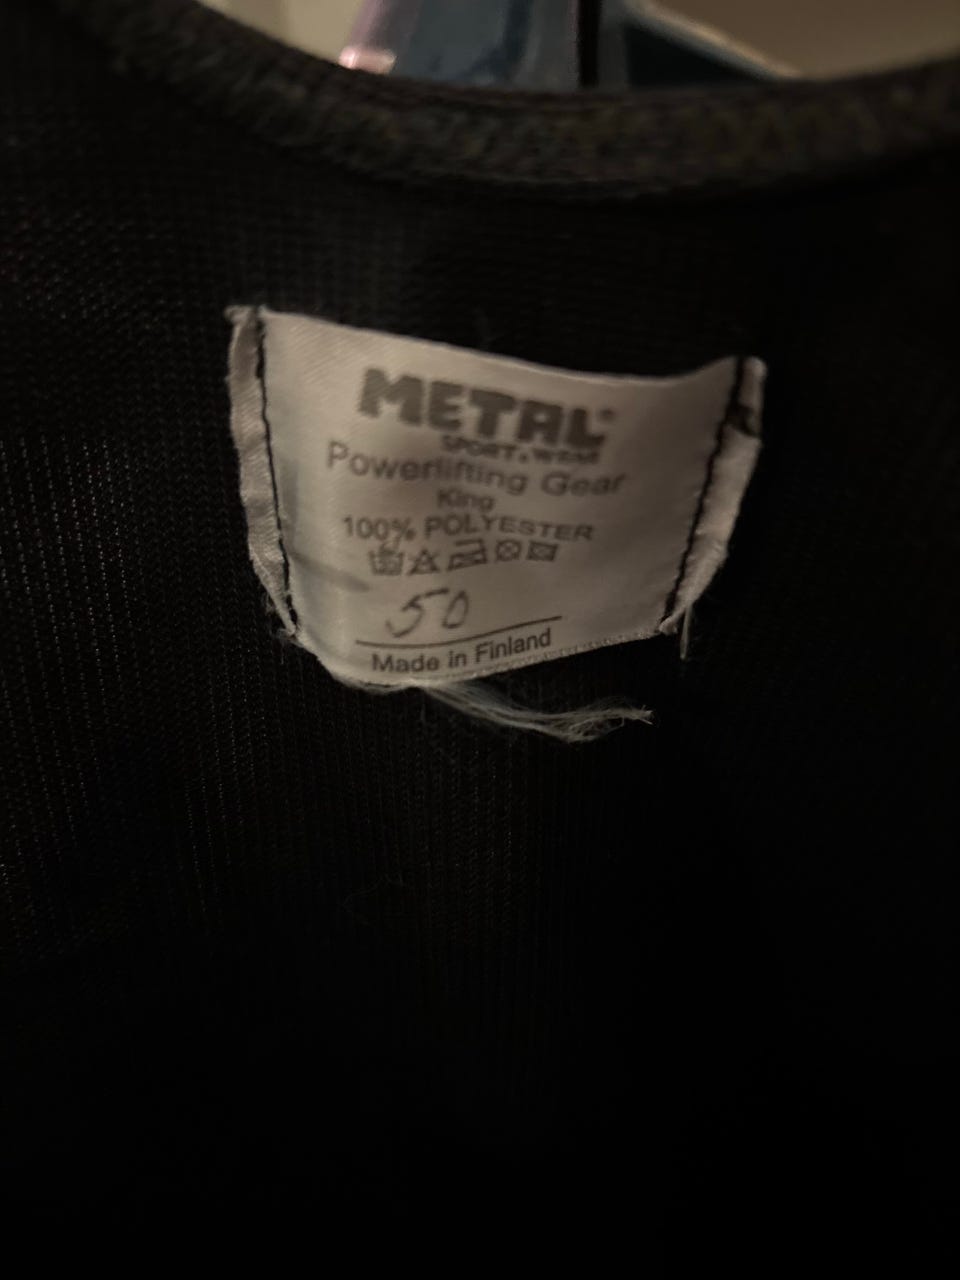 METAL®
SPORT & WEAR
Powerlifting Gear
King
100% POLYESTER
50
Made in Finland